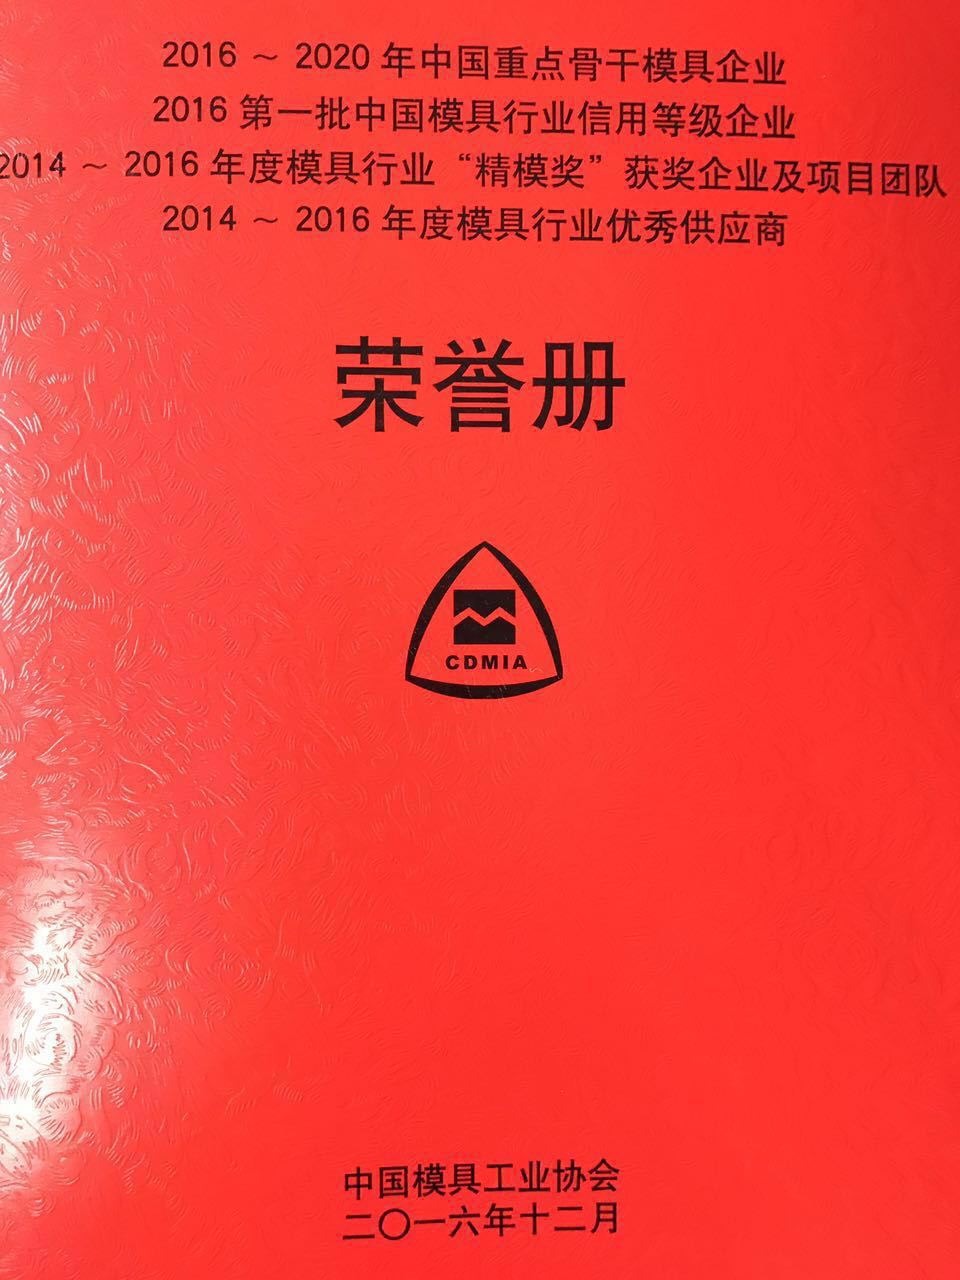 2016 ~ 2020 年中国重点骨干模具企业
2016 第一批中国模具行业信用等级企业
2014 ~ 2016 年度模具行业“精模奖”获奖企业及项目团队
2014 ~ 2016 年度模具行业优秀供应商
荣誉册
CDMIA
中国模具工业协会
二〇一六年十二月